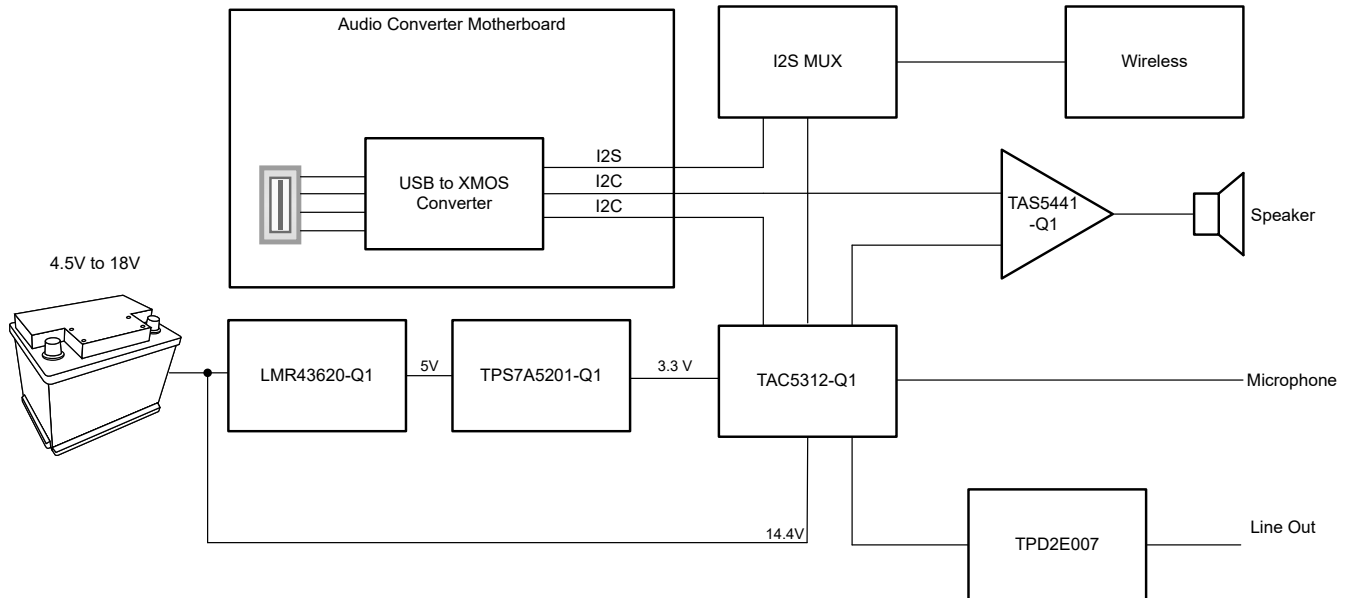 Audio Converter Motherboard
I2S MUX
Wireless
I2S
USB to XMOS
Converter
I2C
I2C
TAS5441
-Q1
Speaker
4.5V to 18V
LMR43620-Q1
5V
TPS7A5201-Q1
3.3 V
TAC5312-Q1
Microphone
14.4V
TPD2E007
Line Out